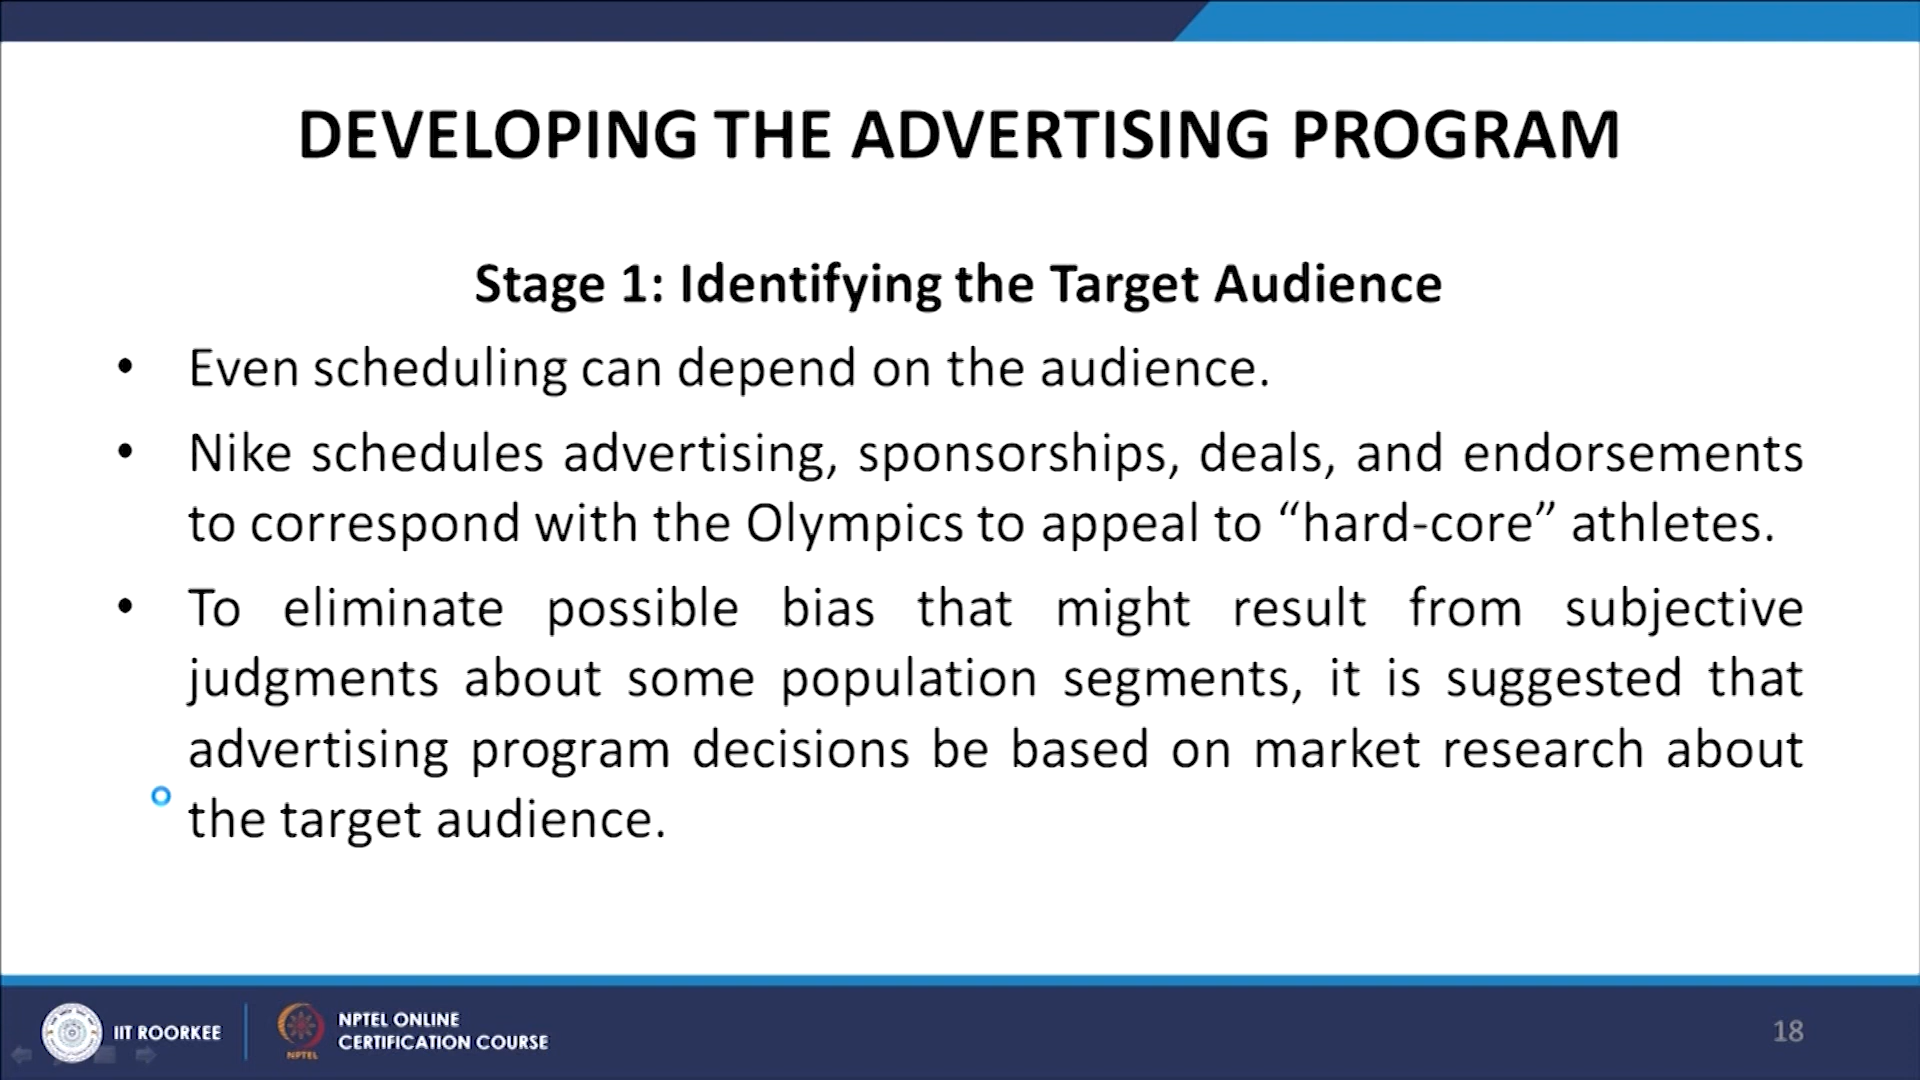 DEVELOPING THE ADVERTISING PROGRAM
Stage 1: Identifying the Target Audience
• Even scheduling can depend on the audience.
• Nike schedules advertising, sponsorships, deals, and endorsements
to correspond with the Olympics to appeal to “hard-core” athletes.
• To eliminate possible bias that might result from subjective
judgments about some population segments, it is suggested that
advertising program decisions be based on market research about
the target audience.
IIT ROORKEE
NPTEL
NPTEL ONLINE
CERTIFICATION COURSE
18